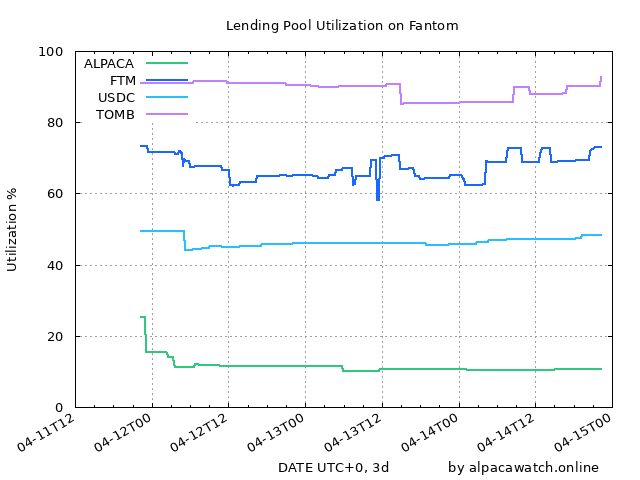 Lending Pool Utilization on Fantom
100
80
60
40
20
0
Utilization %
ALPACA
FTM
USDC
TOMB
04-11T12
04-12T00
04-12T12
04-13T00
04-13T12
04-14T00
04-14T12
04-15T00
DATE UTC+0, 3d
by alpacawatch.online